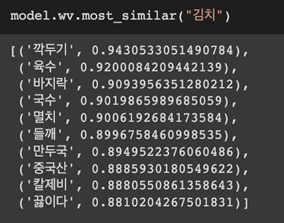 model.wv.most_similar("김치")
[('깍두기', 0.9430533051490784),
('육수', 0.9200084209442139),
('바지락', 0.9093956351280212),
('국수', 0.9019865989685059),
('멸치', 0.9006192684173584),
('들깨', 0.8996758460998535),
('만두국', 0.8949522376060486),
('중국산', 0.8885930180549622),
('칼제비', 0.8880550861358643),
('끓이다', 0.8810204267501831)]